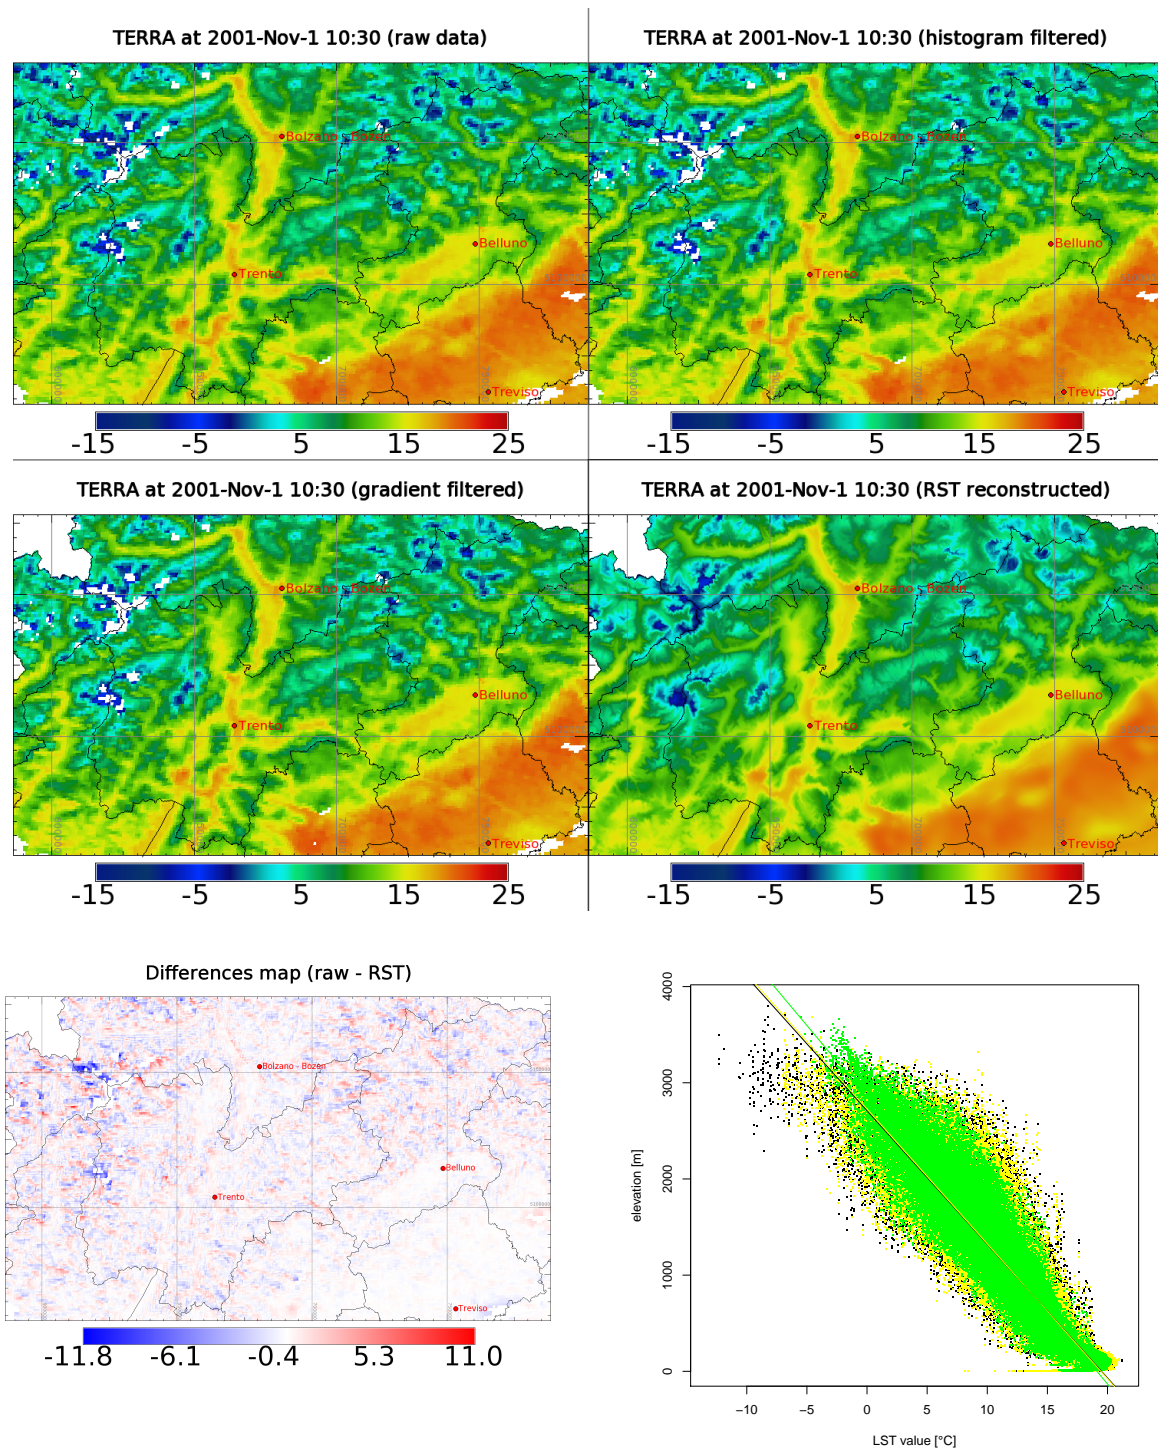 TERRA at 2001-Nov-1 10:30 (raw data)
TERRA at 2001-Nov-1 10:30 (histogram filtered)
Bolzano - Bozen
Bolzano - Bozen
Belluno
Belluno
Trento
Trento
Treviso
Treviso
-15 -5 5 15 25
-15 -5 5 15 25
TERRA at 2001-Nov-1 10:30 (gradient filtered)
TERRA at 2001-Nov-1 10:30 (RST reconstructed)
Bolzano - Bozen
Bolzano - Bozen
Belluno
Belluno
Trento
Trento
Treviso
Treviso
-15 -5 5 15 25
-15 -5 5 15 25
Differences map (raw - RST)
Bolzano - Bozen
Belluno
Trento
Treviso
-11.8 -6.1 -0.4 5.3 11.0
elevation [m]
4000
3000
2000
1000
0
−10 −5 0 5 10 15 20
LST value [°C]